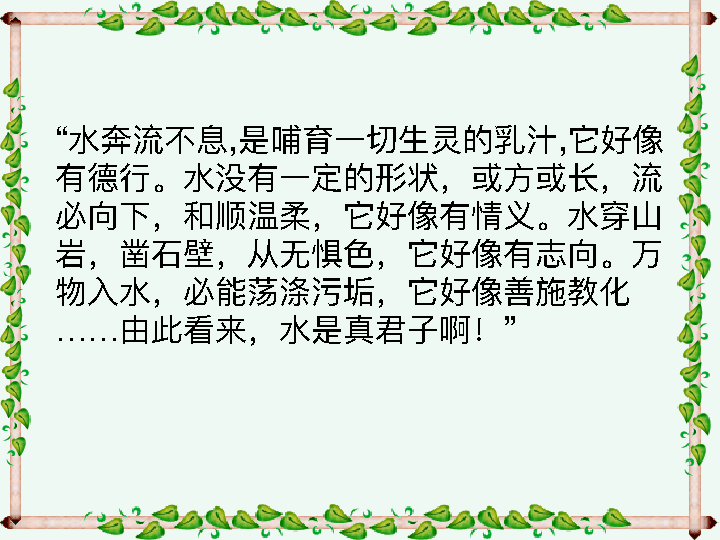 “水奔流不息,是哺育一切生灵的乳汁,它好像
有德行。水没有一定的形状，或方或长，流
必向下，和顺温柔，它好像有情义。水穿山
岩，凿石壁，从无惧色，它好像有志向。万
物入水，必能荡涤污垢，它好像善施教化
……由此看来，水是真君子啊！”